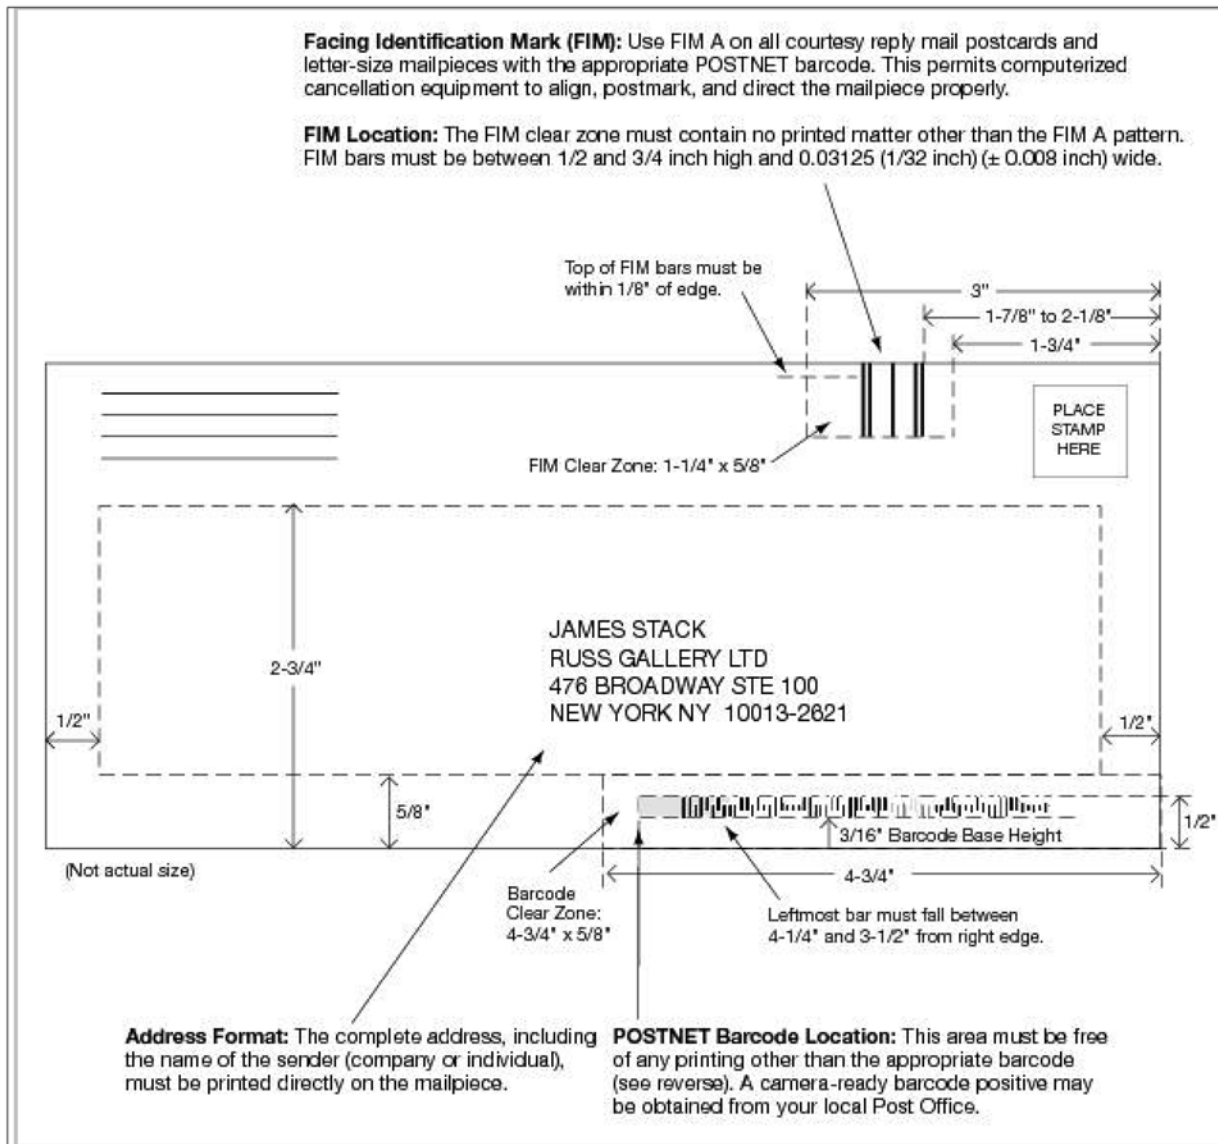 Facing Identification Mark (FIM): Use FIM A on all courtesy reply mail postcards and
letter-size mailpieces with the appropriate POSTNET barcode. This permits computerized
cancellation equipment to align, postmark, and direct the mailpiece properly.
FIM Location: The FIM clear zone must contain no printed matter other than the FIM A pattern.
FIM bars must be between 1/2 and 3/4 inch high and 0.03125 (1/32 inch) (± 0.008 inch) wide.
Top of FIM bars must be
within 1/8" of edge.
3"
1-7/8" to 2-1/8"
1-3/4"
PLACE
STAMP
HERE
FIM Clear Zone: 1-1/4" x 5/8"
JAMES STACK
RUSS GALLERY LTD
476 BROADWAY STE 100
NEW YORK NY 10013-2621
2-3/4"
1/2"
1/2"
5/8"
3/16" Barcode Base Height
1/2"
(Not actual size)
4-3/4"
Barcode
Clear Zone:
4-3/4" x 5/8"
Leftmost bar must fall between
4-1/4" and 3-1/2" from right edge.
Address Format: The complete address, including
the name of the sender (company or individual),
must be printed directly on the mailpiece.
POSTNET Barcode Location: This area must be free
of any printing other than the appropriate barcode
(see reverse). A camera-ready barcode positive may
be obtained from your local Post Office.